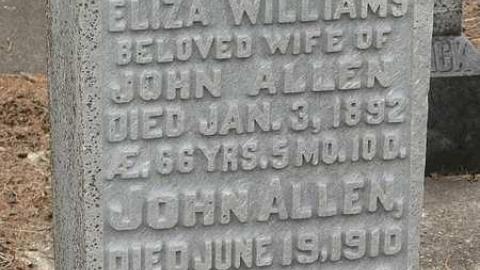 ELIZA WILLIAMS
BELOVED WIFE OF
JOHN ALLEN
DIED JAN. 3, 1892
Æ. 66 YRS. 5 MO. 10 D.
JOHN ALLEN,
DIED JUNE 19, 1910